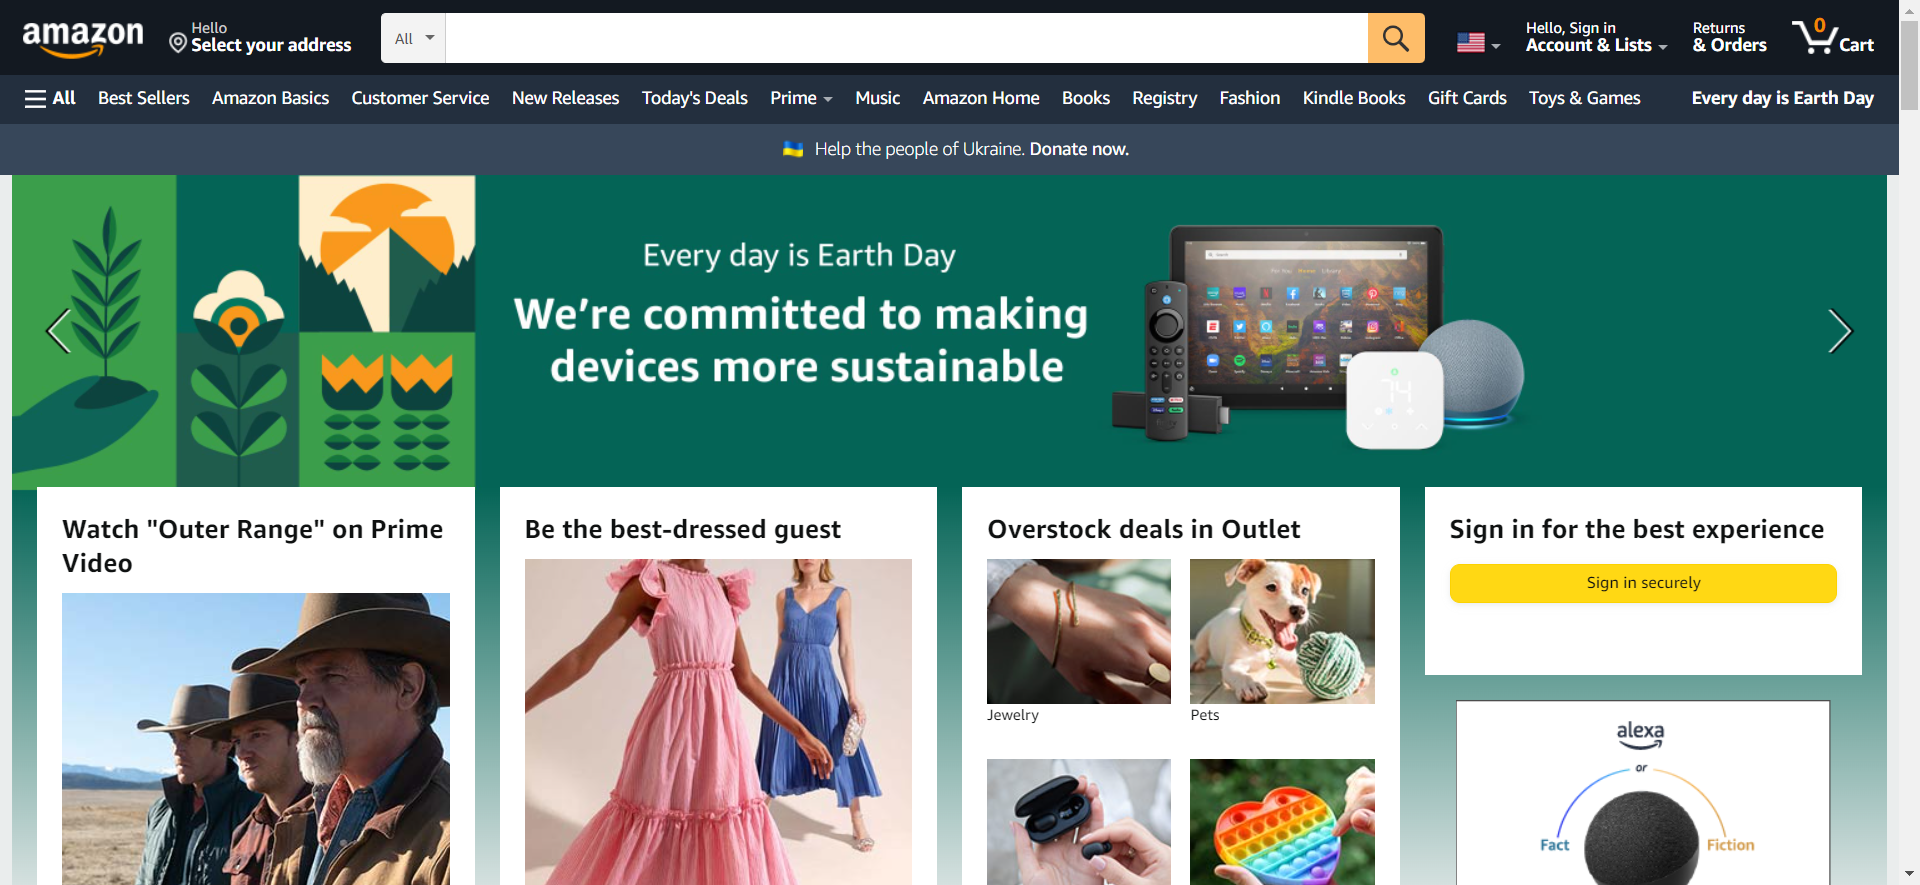 amazon
Hello
Select your address
All
Hello, Sign in
Account & Lists
Returns
& Orders
0
Cart
All
Best Sellers
Amazon Basics
Customer Service
New Releases
Today's Deals
Prime
Music
Amazon Home
Books
Registry
Fashion
Kindle Books
Gift Cards
Toys & Games
Every day is Earth Day
Help the people of Ukraine. Donate now.
Every day is Earth Day
We're committed to making
devices more sustainable
74
Watch "Outer Range" on Prime
Video
Be the best-dressed guest
Overstock deals in Outlet
Jewelry
Pets
Sign in for the best experience
Sign in securely
alexa
or
Fact
Fiction